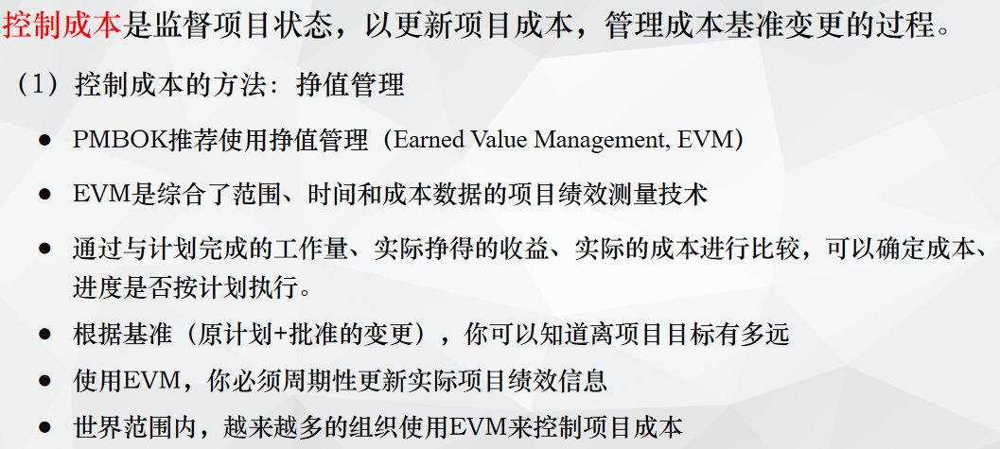 控制成本是监督项目状态，以更新项目成本，管理成本基准变更的过程。
（1）控制成本的方法：挣值管理
● PMBOK推荐使用挣值管理（Earned Value Management, EVM）
● EVM是综合了范围、时间和成本数据的项目绩效测量技术
● 通过与计划完成的工作量、实际挣得的收益、实际的成本进行比较，可以确定成本、
进度是否按计划执行。
● 根据基准（原计划+批准的变更），你可以知道离项目目标有多远
● 使用EVM，你必须周期性更新实际项目绩效信息
● 世界范围内，越来越多的组织使用EVM来控制项目成本